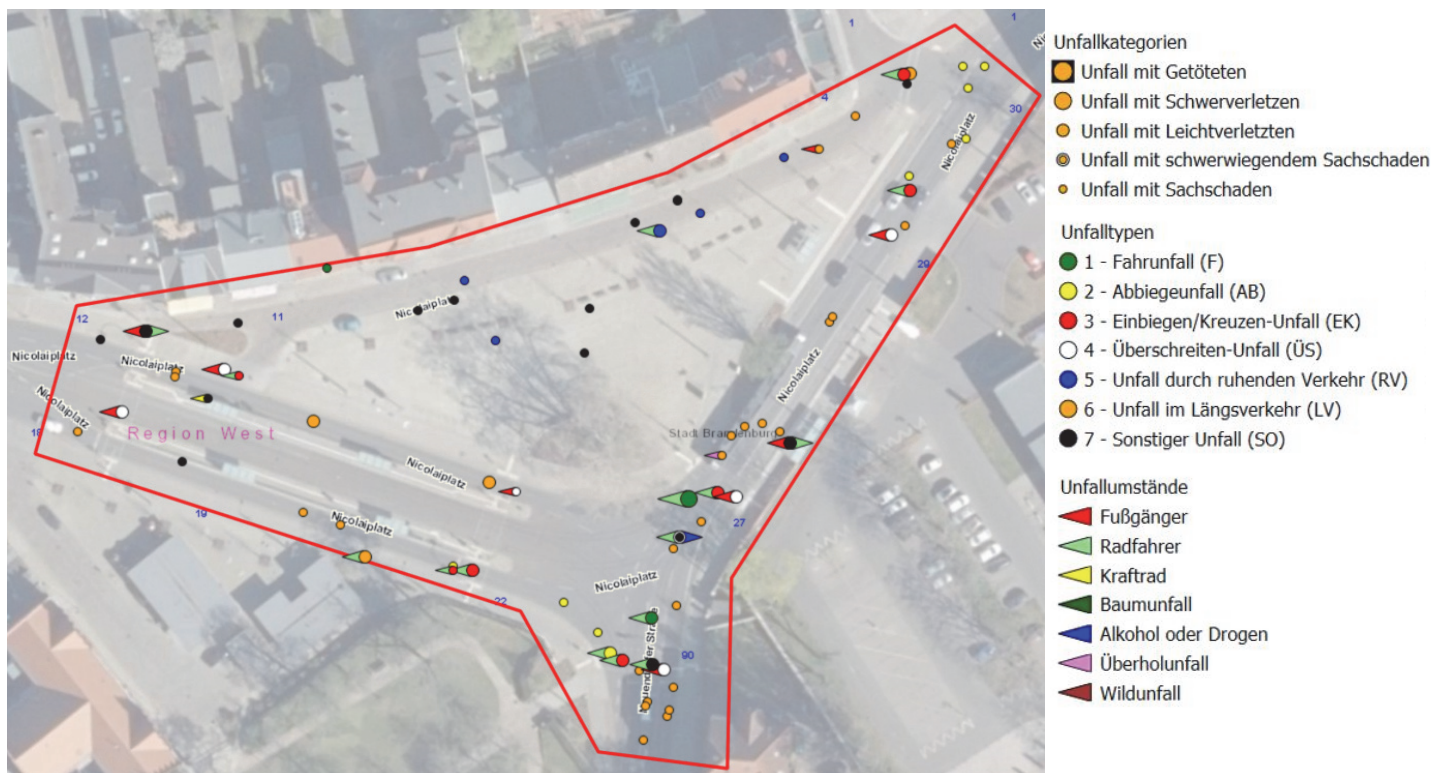 1
1
4
30
Nicolaiplatz
29
Nicolaiplatz
12
11
Nicolaiplatz
Nicolaiplatz
Nicolaiplatz
Nicolaiplatz
18
Region West
Stadt Brandenburg
Nicolaiplatz
Nicolaiplatz
19
27
Nicolaiplatz
22
90
Unfallkategorien
Unfall mit Getöteten
Unfall mit Schwerverletzen
Unfall mit Leichtverletzten
Unfall mit schwerwiegendem Sachschaden
Unfall mit Sachschaden
Unfalltypen
1 - Fahrunfall (F)
2 - Abbiegeunfall (AB)
3 - Einbiegen/Kreuzen-Unfall (EK)
4 - Überschreiten-Unfall (ÜS)
5 - Unfall durch ruhenden Verkehr (RV)
6 - Unfall im Längsverkehr (LV)
7 - Sonstiger Unfall (SO)
Unfallumstände
Fußgänger
Radfahrer
Kraftrad
Baumunfall
Alkohol oder Drogen
Überholunfall
Wildunfall